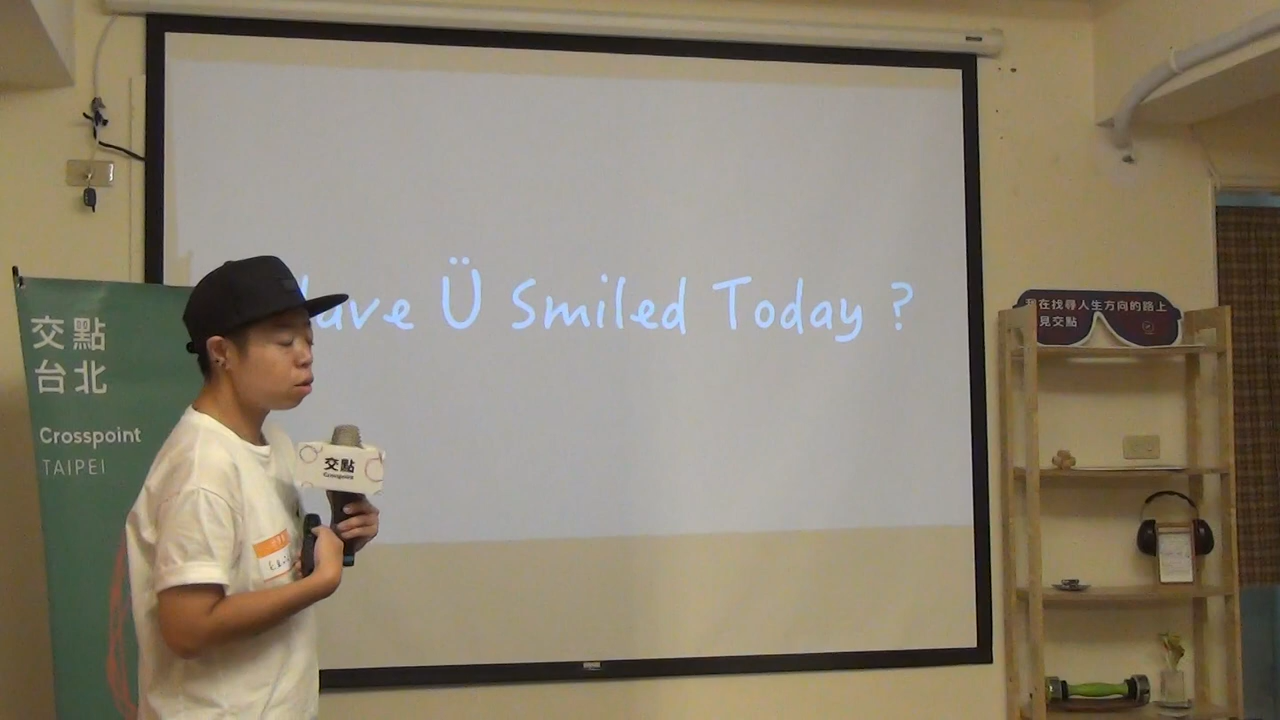 ave Ü Smiled Today ?
交點
台北
Crosspoint
TAIPEI
交點
Crosspoint
我在找尋人生方向的路上
見交點